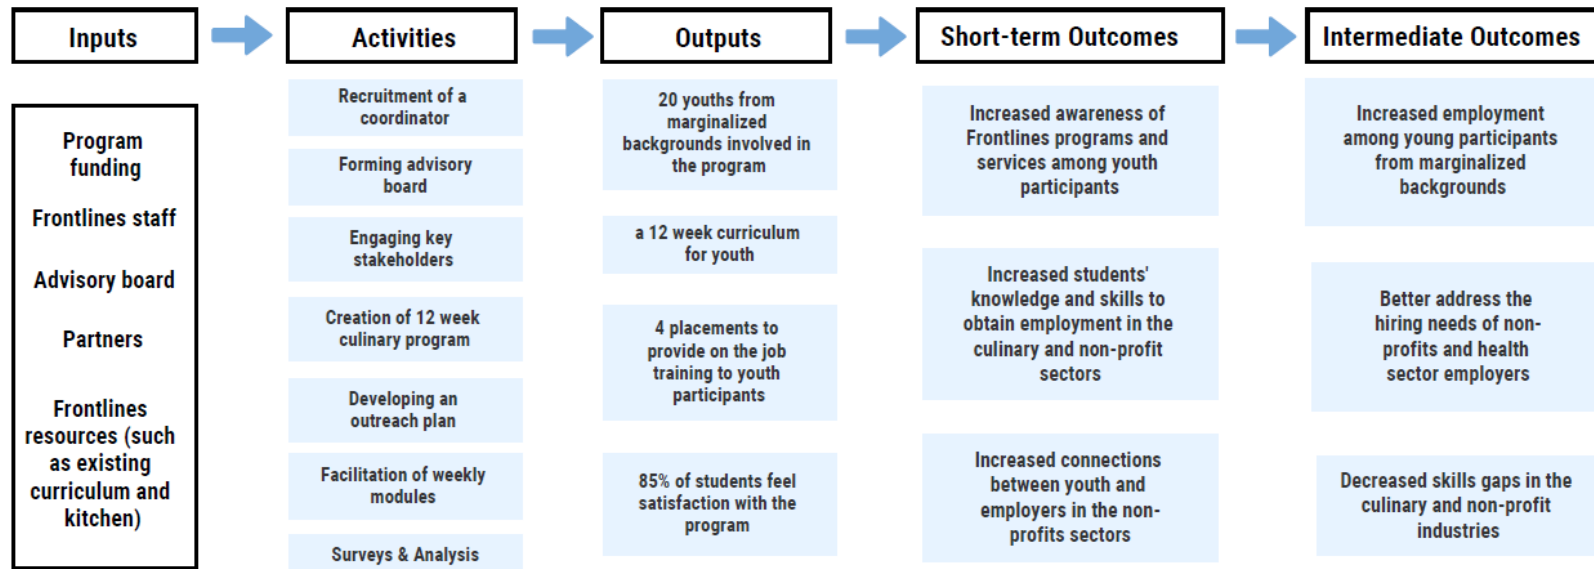 Inputs
Activities
Outputs
Short-term Outcomes
Intermediate Outcomes
Program
funding
Frontlines staff
Advisory board
Partners
Frontlines
resources (such
as existing
curriculum and
kitchen)
Recruitment of a
coordinator
Forming advisory
board
Engaging key
stakeholders
Creation of 12 week
culinary program
Developing an
outreach plan
Facilitation of weekly
modules
Surveys & Analysis
20 youths from
marginalized
backgrounds involved in
the program
a 12 week curriculum
for youth
4 placements to
provide on the job
training to youth
participants
85% of students feel
satisfaction with the
program
Increased awareness of
Frontlines programs and
services among youth
participants
Increased students'
knowledge and skills to
obtain employment in the
culinary and non-profit
sectors
Increased connections
between youth and
employers in the non-
profits sectors
Increased employment
among young participants
from marginalized
backgrounds
Better address the
hiring needs of non-
profits and health
sector employers
Decreased skills gaps in the
culinary and non-profit
industries